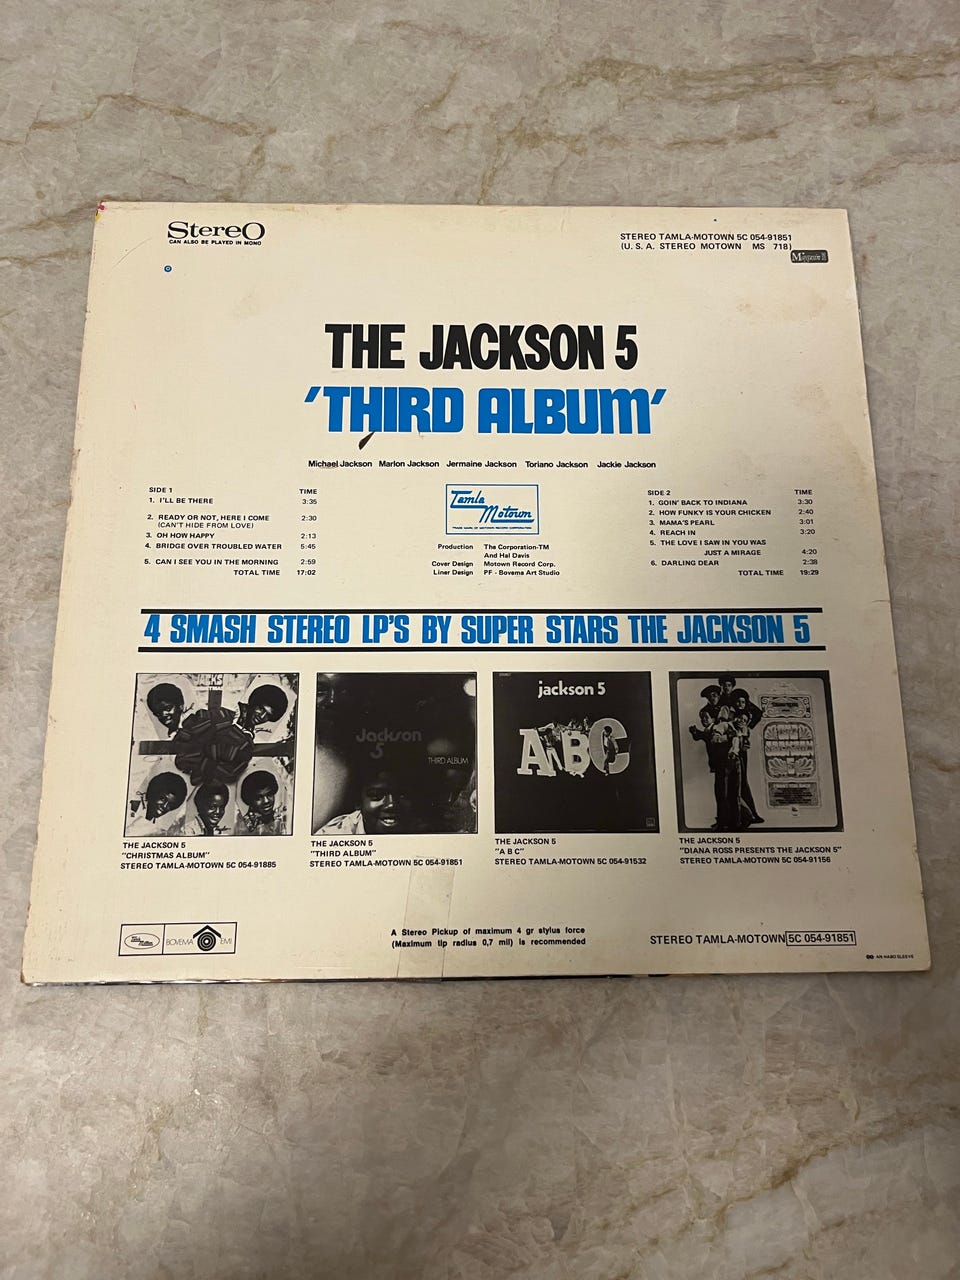 StereO
CAN ALSO BE PLAYED IN MONO
STEREO TAMLA-MOTOWN 5C 054-91851
(U. S. A. STEREO MOTOWN MS 718)
THE JACKSON 5
'THIRD ALBUM'
Michael Jackson Marlon Jackson Jermaine Jackson Toriano Jackson Jackie Jackson
SIDE 1 TIME
1. I'LL BE THERE 3:35
2. READY OR NOT, HERE I COME 2:30
(CAN'T HIDE FROM LOVE)
3. OH HOW HAPPY 2:13
4. BRIDGE OVER TROUBLED WATER 5:45
5. CAN I SEE YOU IN THE MORNING 2:59
TOTAL TIME 17:02
Tamla
Motown
TRADE MARK OF MOTOWN RECORD CORPORATION
Production The Corporation-TM
And Hal Davis
Cover Design Motown Record Corp.
Liner Design PF - Bovema Art Studio
SIDE 2 TIME
1. GOIN' BACK TO INDIANA 3:30
2. HOW FUNKY IS YOUR CHICKEN 2:40
3. MAMA'S PEARL 3:01
4. REACH IN 3:20
5. THE LOVE I SAW IN YOU WAS
JUST A MIRAGE 4:20
6. DARLING DEAR 2:38
TOTAL TIME 19:29
4 SMASH STEREO LP'S BY SUPER STARS THE JACKSON 5
Jackson
5
THIRD ALBUM
jackson 5
ABC
THE JACKSON 5
"CHRISTMAS ALBUM"
STEREO TAMLA-MOTOWN 5C 054-91885
THE JACKSON 5
"THIRD ALBUM"
STEREO TAMLA-MOTOWN 5C 054-91851
THE JACKSON 5
"A B C"
STEREO TAMLA-MOTOWN 5C 054-91532
THE JACKSON 5
"DIANA ROSS PRESENTS THE JACKSON 5"
STEREO TAMLA-MOTOWN 5C 054-91156
BOVEMA EMI
A Stereo Pickup of maximum 4 gr stylus force
(Maximum tip radius 0,7 mil) is recommended
STEREO TAMLA-MOTOWN 5C 054-91851
AN HABO SLEEVE